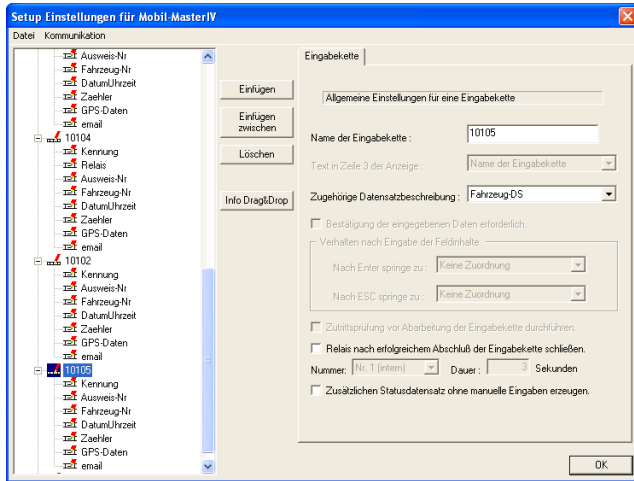 Setup Einstellungen für Mobil-MasterIV
Datei Kommunikation
Ausweis-Nr
Fahrzeug-Nr
DatumUhrzeit
Zaehler
GPS-Daten
email
10104
Kennung
Relais
Ausweis-Nr
Fahrzeug-Nr
DatumUhrzeit
Zaehler
GPS-Daten
email
10102
Kennung
Ausweis-Nr
Fahrzeug-Nr
DatumUhrzeit
Zaehler
GPS-Daten
email
10105
Kennung
Ausweis-Nr
Fahrzeug-Nr
DatumUhrzeit
Zaehler
GPS-Daten
email
Einfügen
Einfügen
zwischen
Löschen
Info Drag&Drop
Eingabekette
Allgemeine Einstellungen für eine Eingabekette
Name der Eingabekette : 10105
Text in Zeile 3 der Anzeige : Name der Eingabekette
Zugehörige Datensatzbeschreibung : Fahrzeug-DS
Bestätigung der eingegebenen Daten erforderlich.
Verhalten nach Eingabe der Feldinhalte.
Nach Enter springe zu : Keine Zuordnung
Nach ESC springe zu : Keine Zuordnung
Zutrittsprüfung vor Abarbeitung der Eingabekette durchführen.
Relais nach erfolgreichem Abschluß der Eingabekette schließen.
Nummer: Nr. 1 (intern) Dauer : 3 Sekunden
Zusätzlichen Statusdatensatz ohne manuelle Eingaben erzeugen.
OK